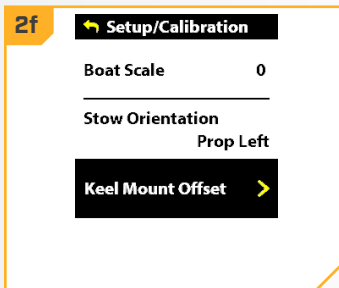 2f
Setup/Calibration
Boat Scale 0
Stow Orientation
Prop Left
Keel Mount Offset >